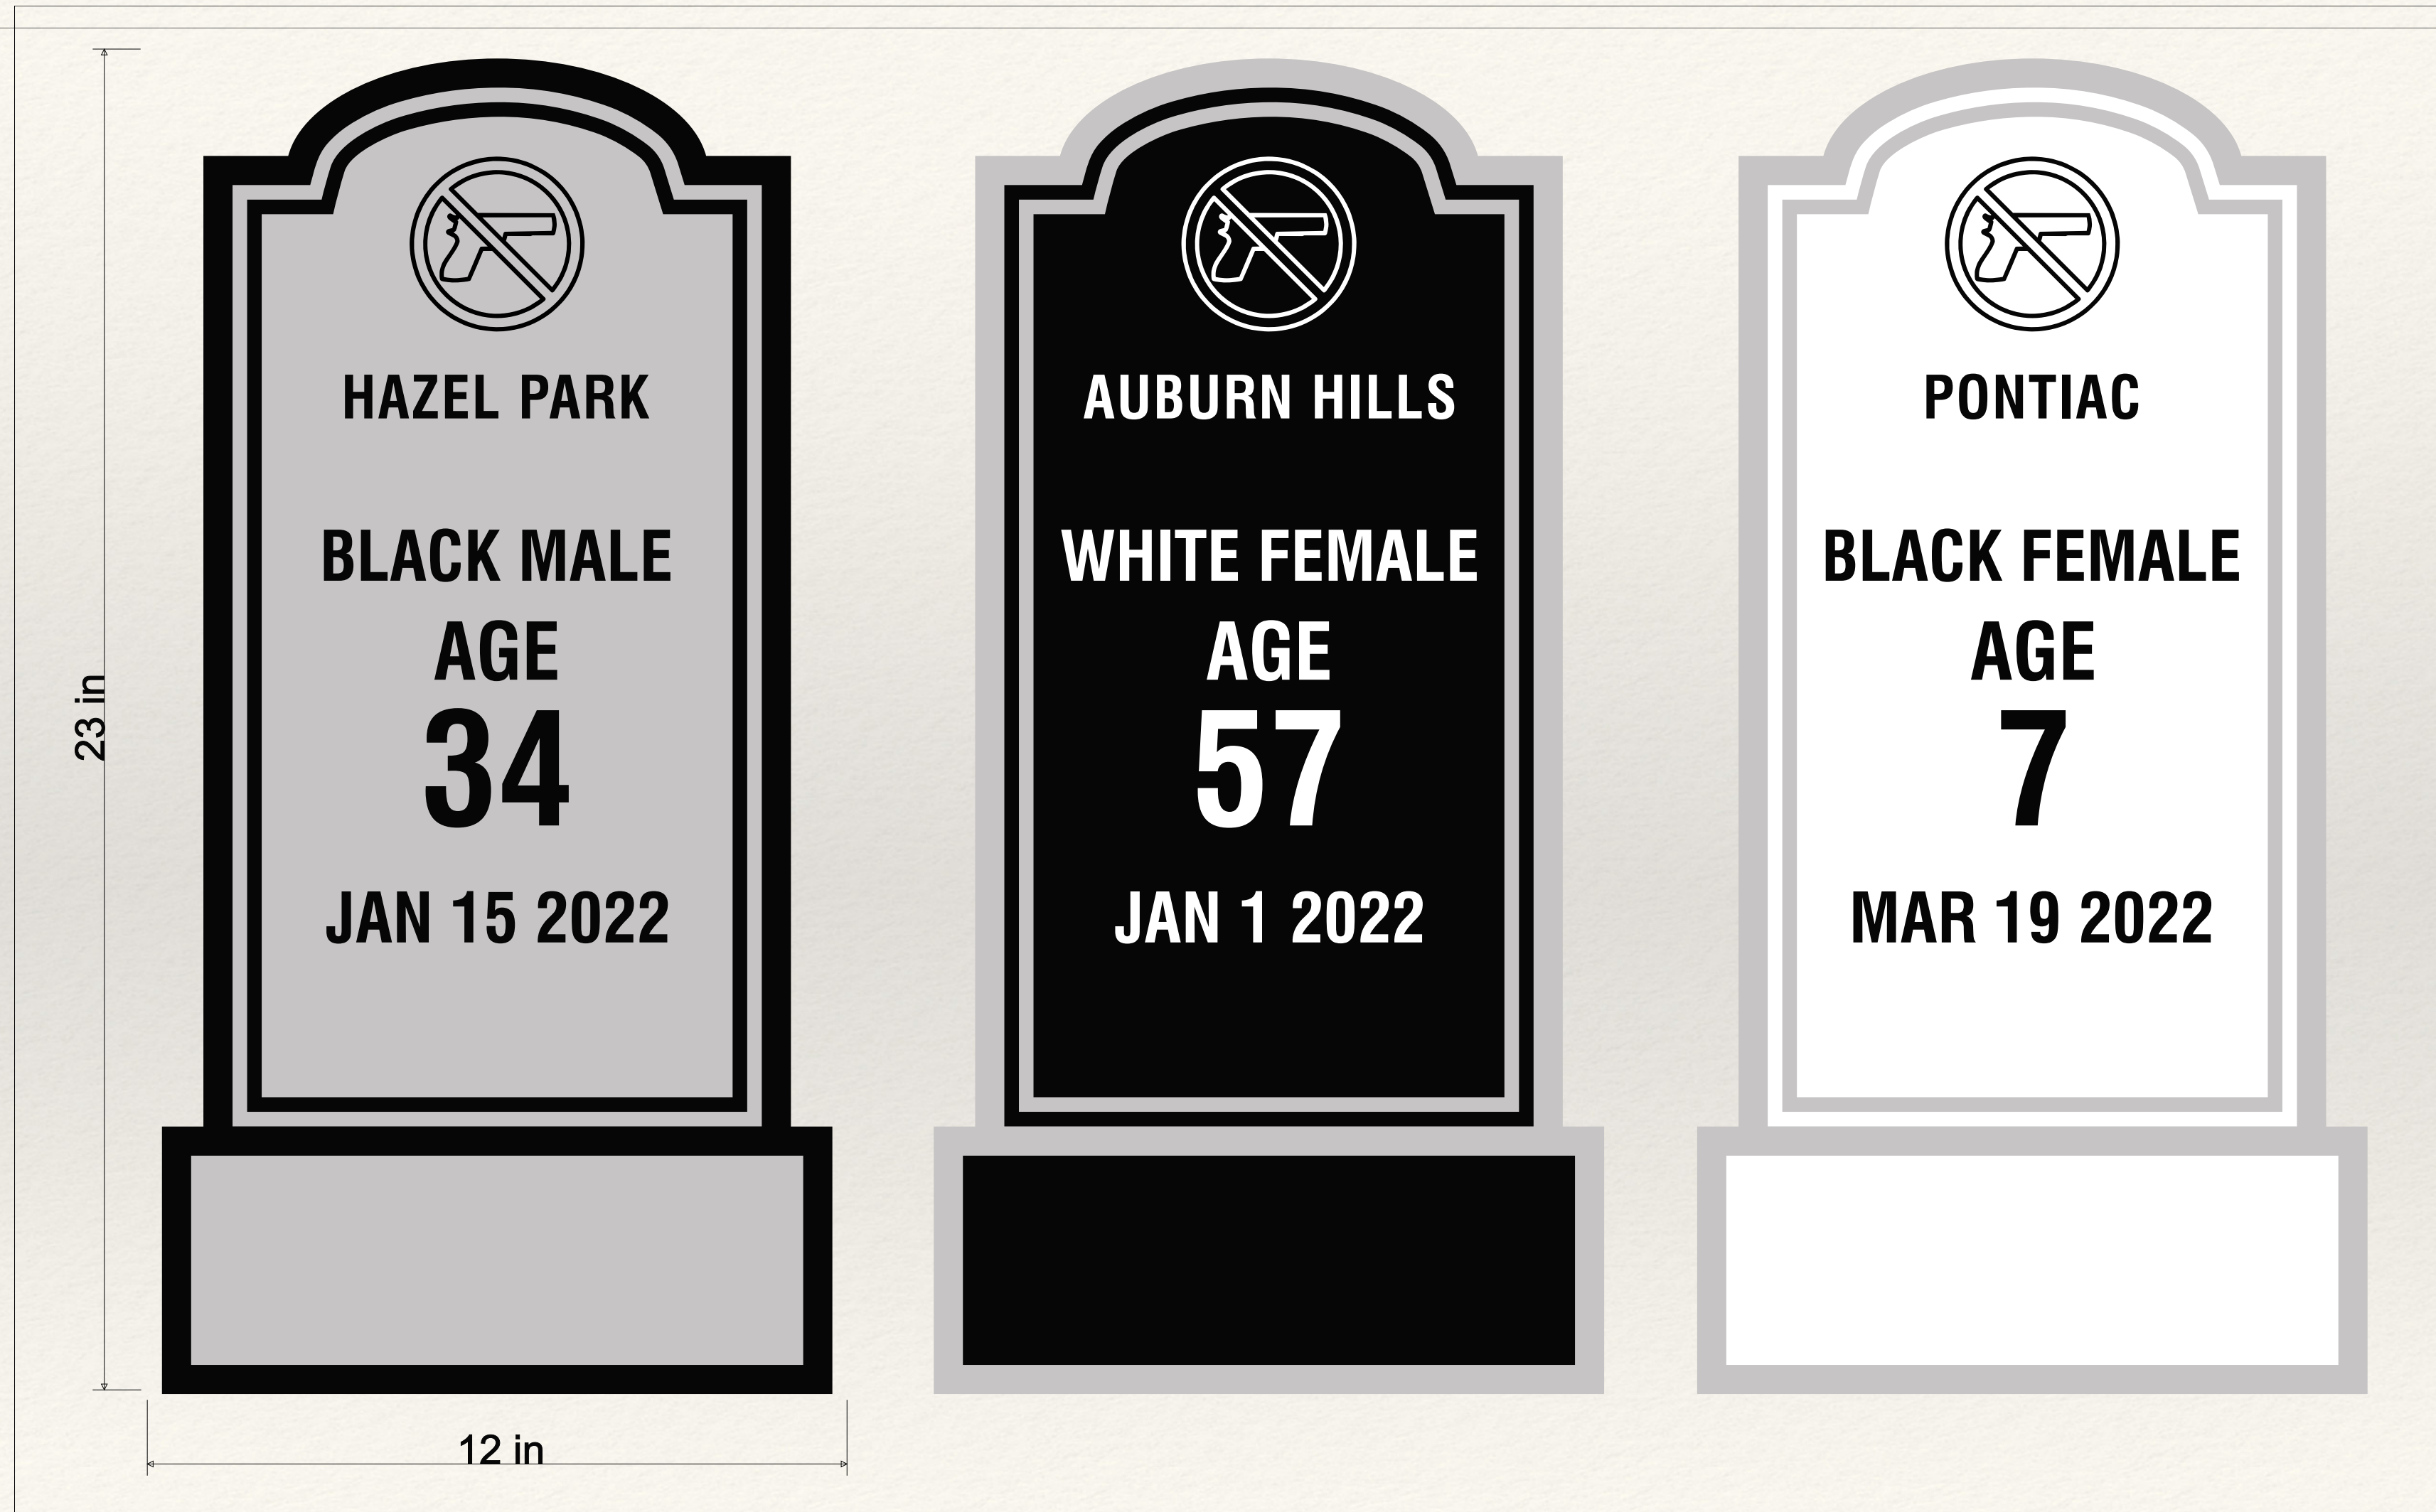 HAZEL PARK
BLACK MALE
AGE
34
JAN 15 2022
AUBURN HILLS
WHITE FEMALE
AGE
57
JAN 1 2022
PONTIAC
BLACK FEMALE
AGE
7
MAR 19 2022
23 in
12 in